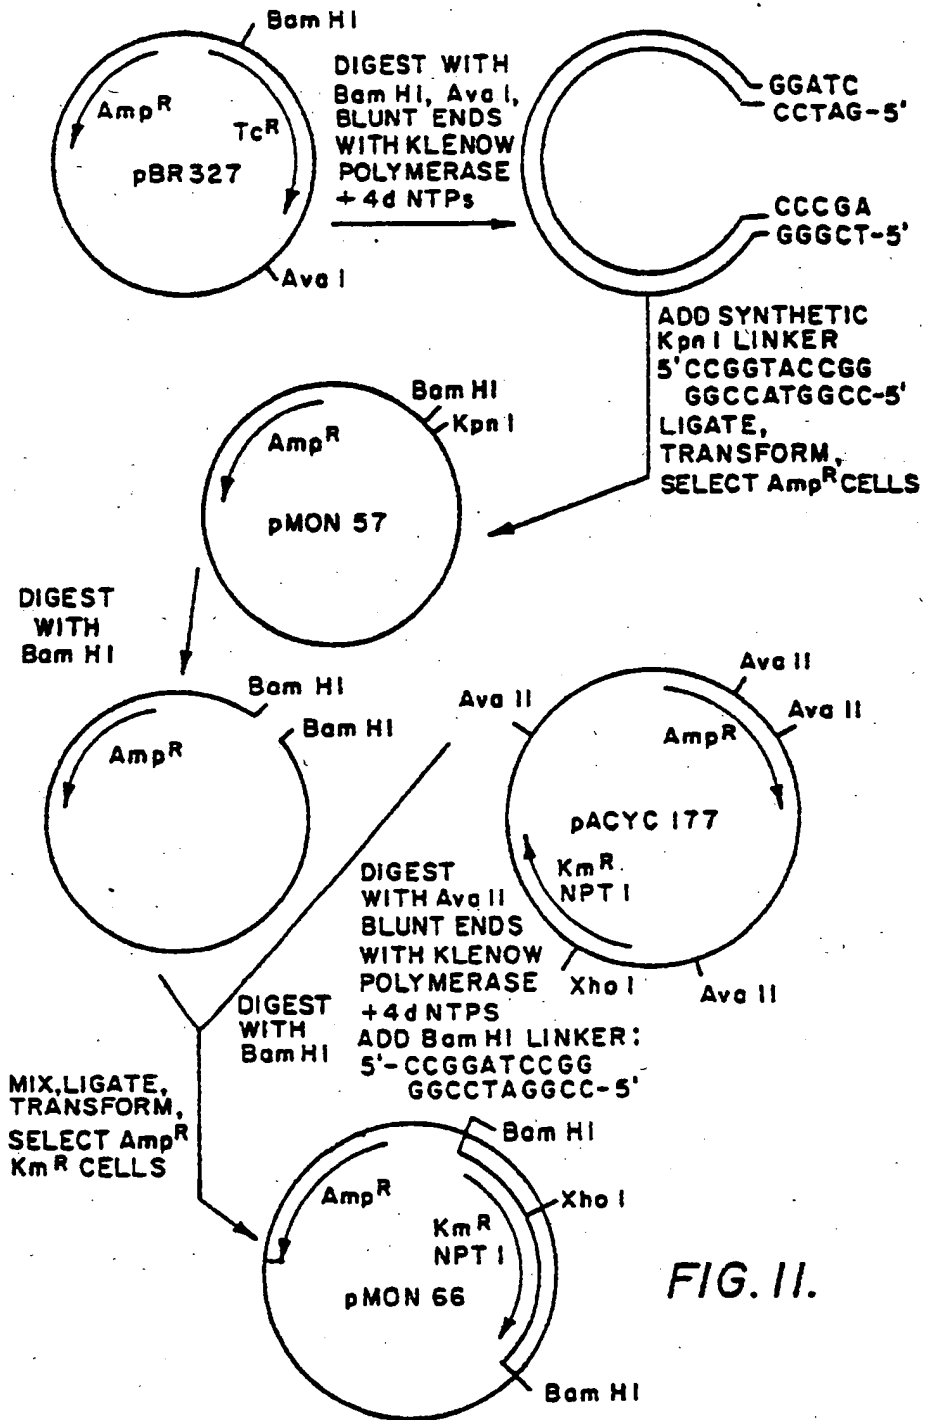 Bam HI
AmpR
TcR
pBR327
Ava I
DIGEST WITH
Bam HI, Ava I,
BLUNT ENDS
WITH KLENOW
POLYMERASE
+4d NTPs
GGATC
CCTAG-5'
CCCGA
GGGCT-5'
ADD SYNTHETIC
Kpn I LINKER
5'CCGGTACCGG
GGCCATGGCC-5'
LIGATE,
TRANSFORM,
SELECT AmpR CELLS
Bam HI
Kpn I
AmpR
pMON 57
DIGEST
WITH
Bam HI
Bam HI
Bam HI
AmpR
Ava II
Ava II
Ava II
AmpR
pACYC 177
KmR
NPT I
Xho I
Ava II
DIGEST
WITH Ava II
BLUNT ENDS
WITH KLENOW
POLYMERASE
+4d NTPS
ADD Bam HI LINKER:
5'-CCGGATCCGG
GGCCTAGGCC-5'
DIGEST
WITH
Bam HI
MIX, LIGATE,
TRANSFORM,
SELECT AmpR
KmR CELLS
Bam HI
AmpR
Xho I
KmR
NPT I
pMON 66
Bam HI
FIG. 11.